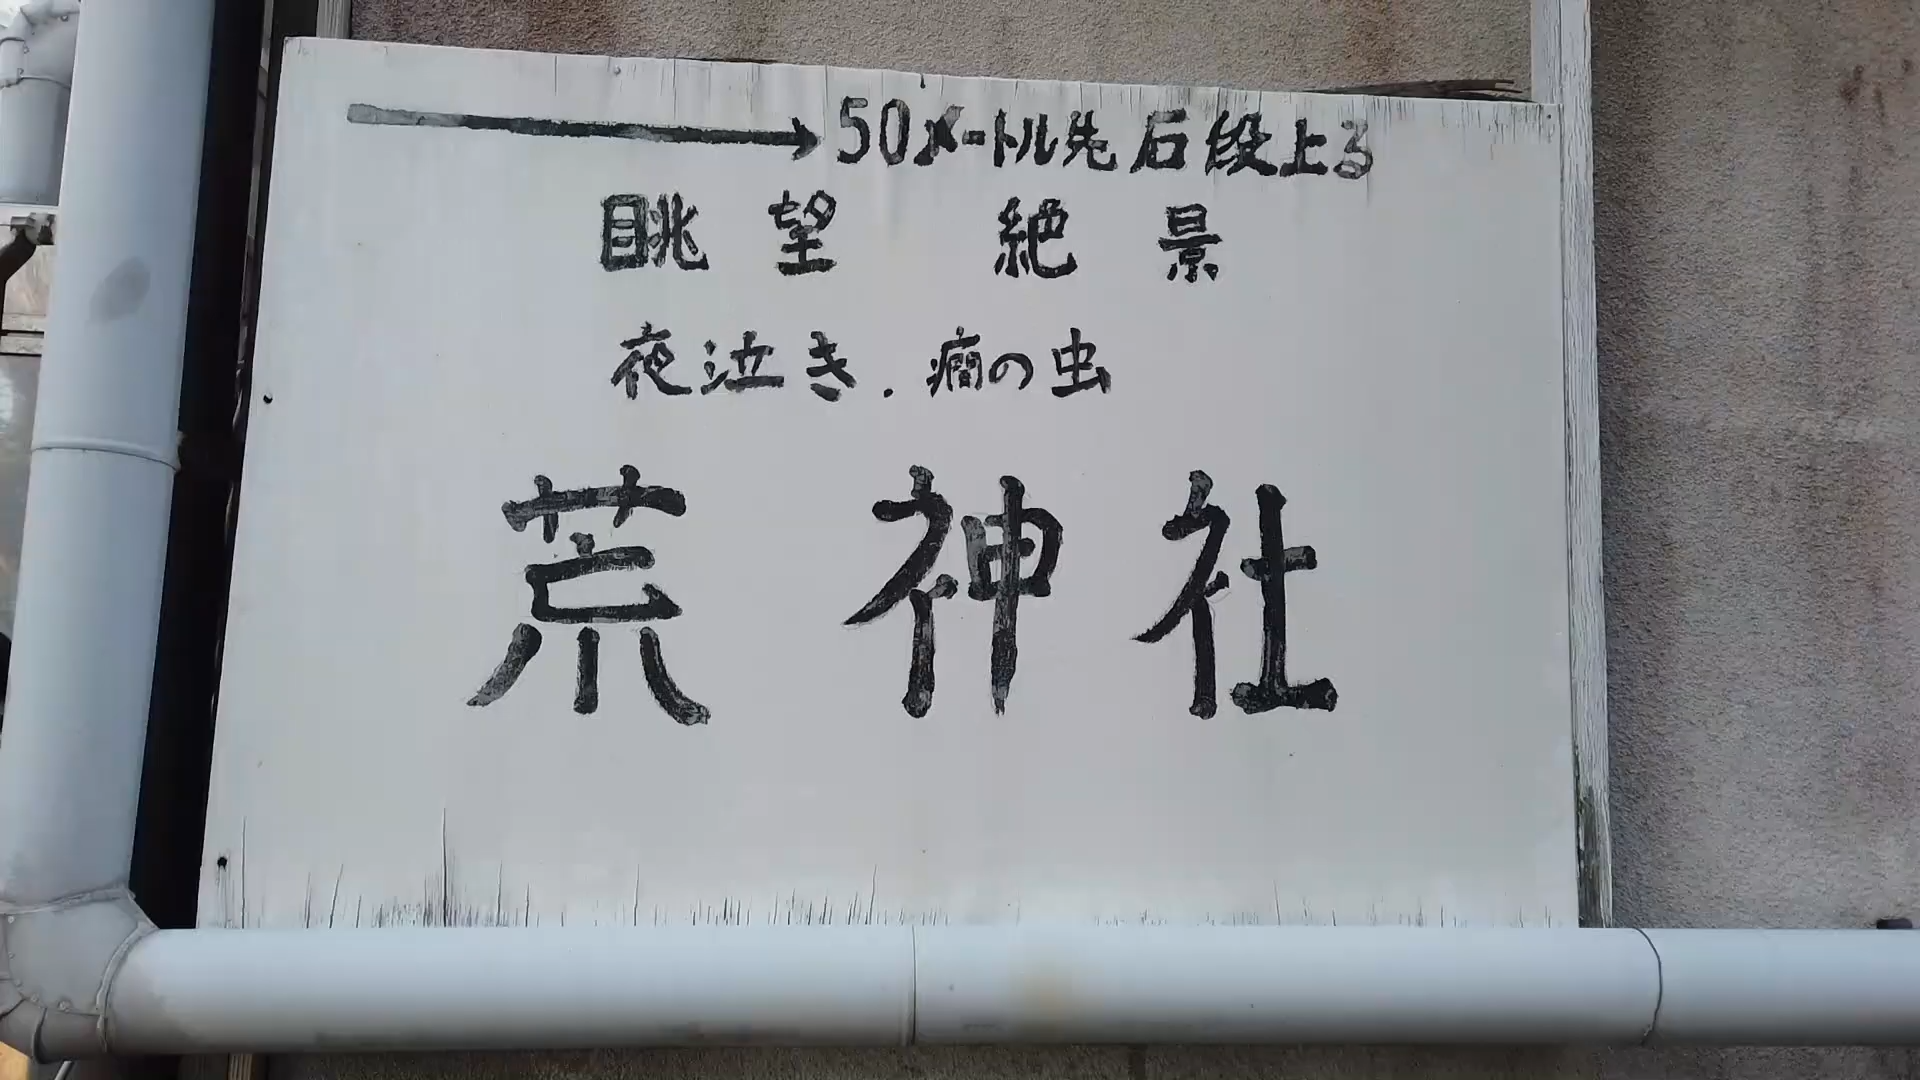 →50メートル先石段上る
眺望 絶景
夜泣き.癇の虫
荒神社